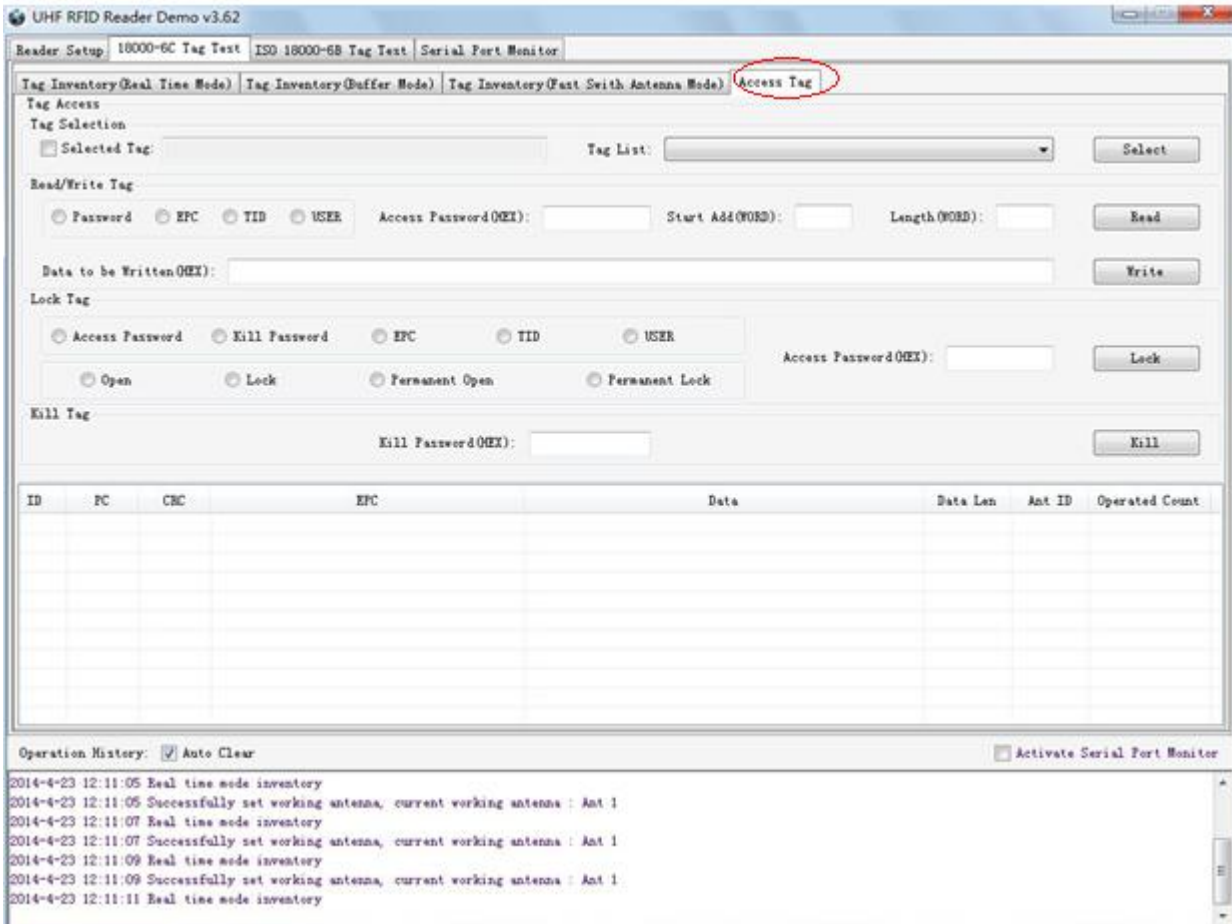 UHF RFID Reader Demo v3.62
Reader Setup 18000-6C Tag Test ISO 18000-6B Tag Test Serial Port Monitor
Tag Inventory(Real Time Mode) Tag Inventory(Buffer Mode) Tag Inventory(Fast Swith Antenna Mode) Access Tag
Tag Access
Tag Selection
Selected Tag: Tag List: Select
Read/Write Tag
Password EPC TID USER Access Password(HEX): Start Add(WORD): Length(WORD): Read
Data to be Written(HEX): Write
Lock Tag
Access Password Kill Password EPC TID USER
Access Password(HEX): Lock
Open Lock Permanent Open Permanent Lock
Kill Tag
Kill Password(HEX): Kill
ID PC CRC EPC Data Data Len Ant ID Operated Count
Operation History: Auto Clear Activate Serial Port Monitor
2014-4-23 12:11:05 Real time mode inventory
2014-4-23 12:11:05 Successfully set working antenna, current working antenna : Ant 1
2014-4-23 12:11:07 Real time mode inventory
2014-4-23 12:11:07 Successfully set working antenna, current working antenna : Ant 1
2014-4-23 12:11:09 Real time mode inventory
2014-4-23 12:11:09 Successfully set working antenna, current working antenna : Ant 1
2014-4-23 12:11:11 Real time mode inventory